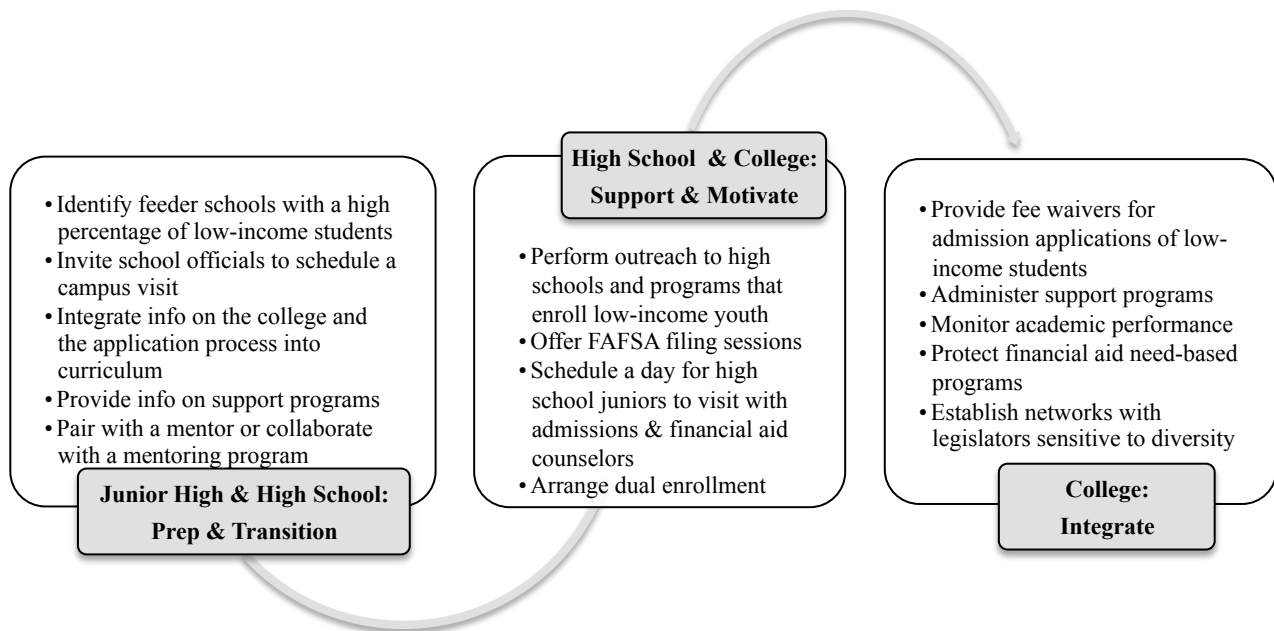 • Identify feeder schools with a high
percentage of low-income students
• Invite school officials to schedule a
campus visit
• Integrate info on the college and
the application process into
curriculum
• Provide info on support programs
• Pair with a mentor or collaborate
with a mentoring program
Junior High & High School:
Prep & Transition
High School & College:
Support & Motivate
• Perform outreach to high
schools and programs that
enroll low-income youth
• Offer FAFSA filing sessions
• Schedule a day for high
school juniors to visit with
admissions & financial aid
counselors
• Arrange dual enrollment
• Provide fee waivers for
admission applications of low-
income students
• Administer support programs
• Monitor academic performance
• Protect financial aid need-based
programs
• Establish networks with
legislators sensitive to diversity
College:
Integrate